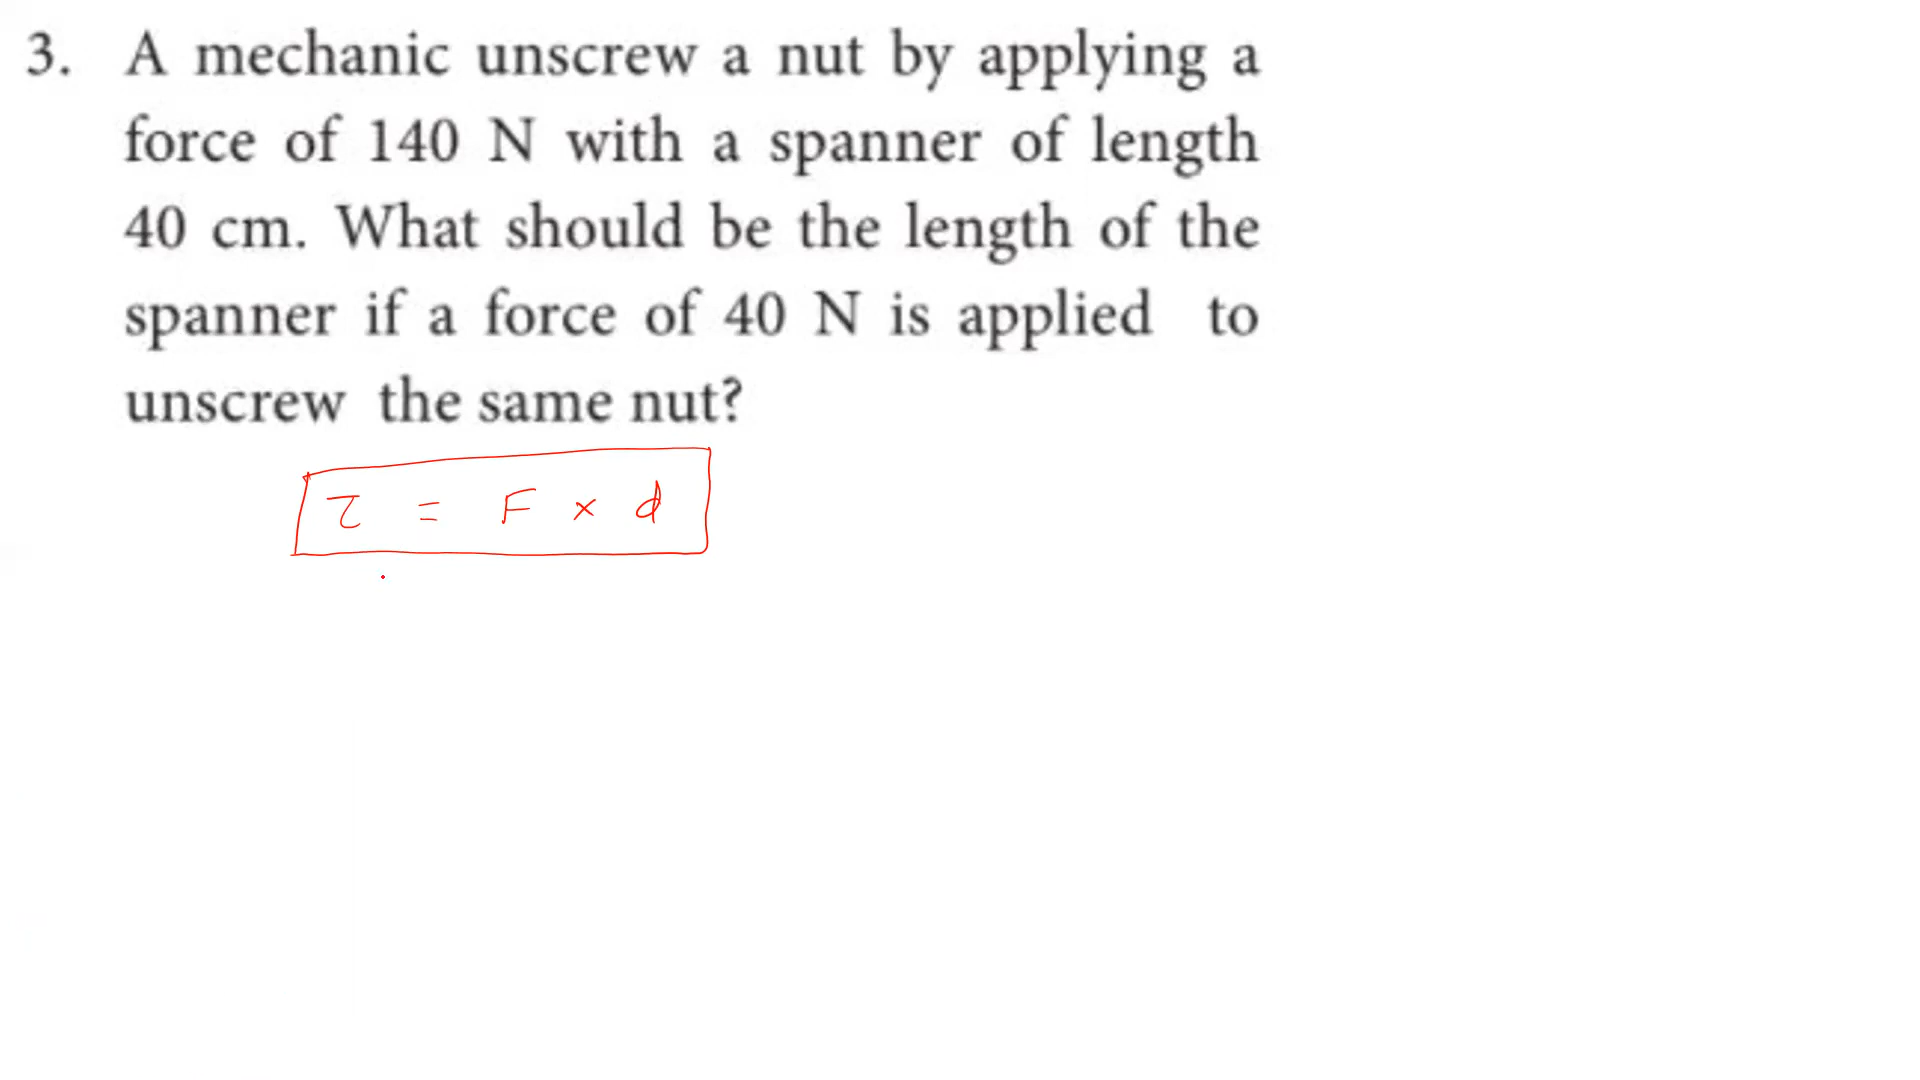 3. A mechanic unscrew a nut by applying a
force of 140 N with a spanner of length
40 cm. What should be the length of the
spanner if a force of 40 N is applied to
unscrew the same nut?
τ = F × d